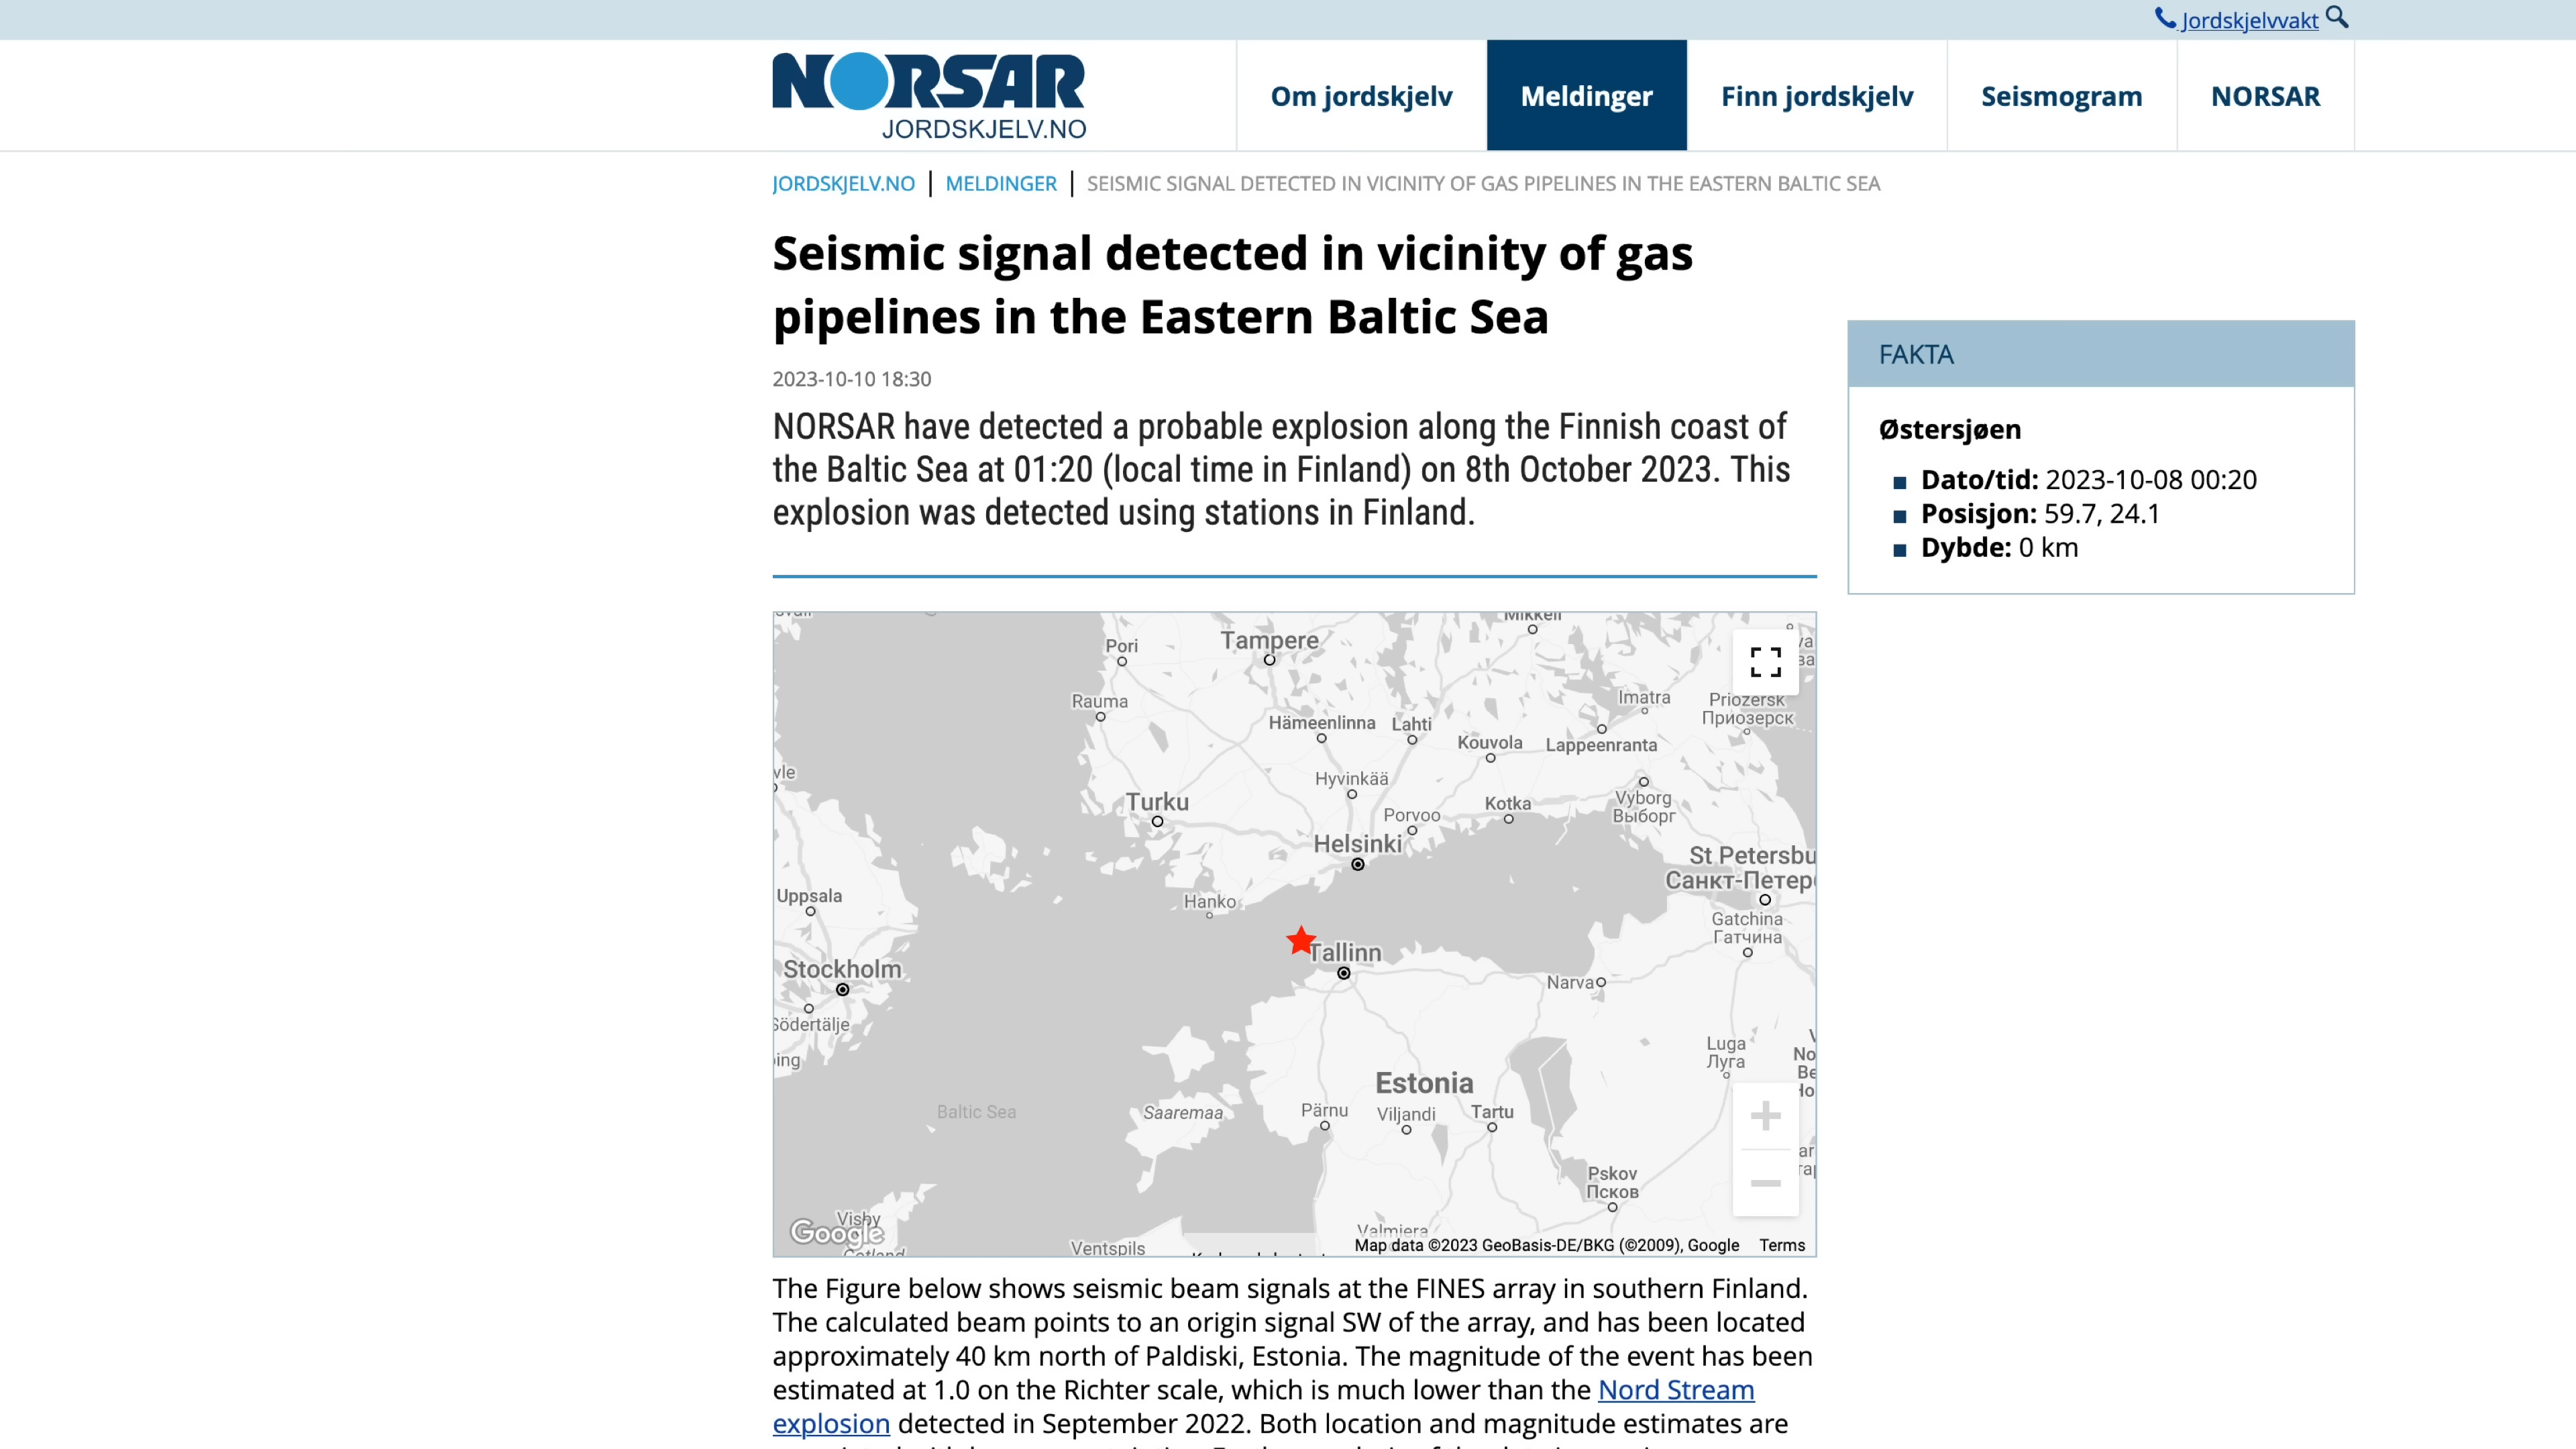 Jordskjelvvakt
NORSAR
JORDSKJELV.NO
Om jordskjelv
Meldinger
Finn jordskjelv
Seismogram
NORSAR
JORDSKJELV.NO | MELDINGER | SEISMIC SIGNAL DETECTED IN VICINITY OF GAS PIPELINES IN THE EASTERN BALTIC SEA
Seismic signal detected in vicinity of gas
pipelines in the Eastern Baltic Sea
2023-10-10 18:30
NORSAR have detected a probable explosion along the Finnish coast of
the Baltic Sea at 01:20 (local time in Finland) on 8th October 2023. This
explosion was detected using stations in Finland.
FAKTA
Østersjøen
Dato/tid: 2023-10-08 00:20
Posisjon: 59.7, 24.1
Dybde: 0 km
Mikkeli
Pori
Tampere
Rauma
Imatra
Priozersk
Приозерск
Hämeenlinna
Lahti
Kouvola
Lappeenranta
Hyvinkää
Turku
Porvoo
Kotka
Vyborg
Выборг
Helsinki
St Petersbu
Санкт-Петер
Uppsala
Hanko
Gatchina
Гатчина
Tallinn
Stockholm
Narva
Södertälje
Luga
Луга
ing
No
Be
Estonia
Baltic Sea
Saaremaa
Pärnu
Viljandi
Tartu
Pskov
Псков
Visby
Gotland
Google
Ventspils
Valmiera
Map data ©2023 GeoBasis-DE/BKG (©2009), Google
Terms
The Figure below shows seismic beam signals at the FINES array in southern Finland.
The calculated beam points to an origin signal SW of the array, and has been located
approximately 40 km north of Paldiski, Estonia. The magnitude of the event has been
estimated at 1.0 on the Richter scale, which is much lower than the Nord Stream
explosion detected in September 2022. Both location and magnitude estimates are